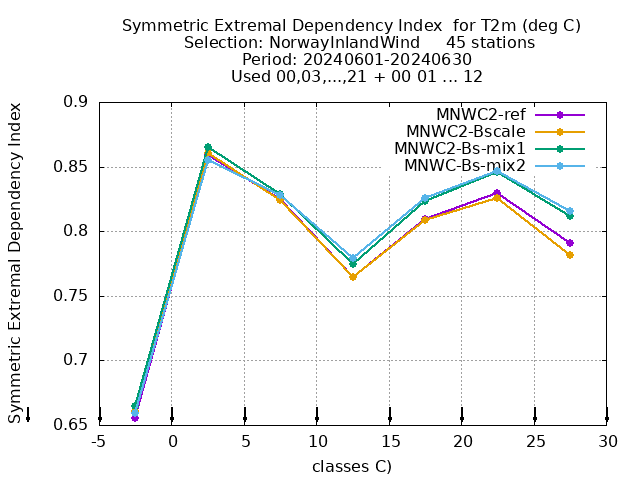 Symmetric Extremal Dependency Index  for T2m (deg C)
Selection: NorwayInlandWind     45 stations
Period: 20240601-20240630
Used 00,03,...,21 + 00 01 ... 12
Symmetric Extremal Dependency Index
0.9
0.85
0.8
0.75
0.7
0.65
MNWC2-ref
MNWC2-Bscale
MNWC2-Bs-mix1
MNWC-Bs-mix2
-5 0 5 10 15 20 25 30
classes C)